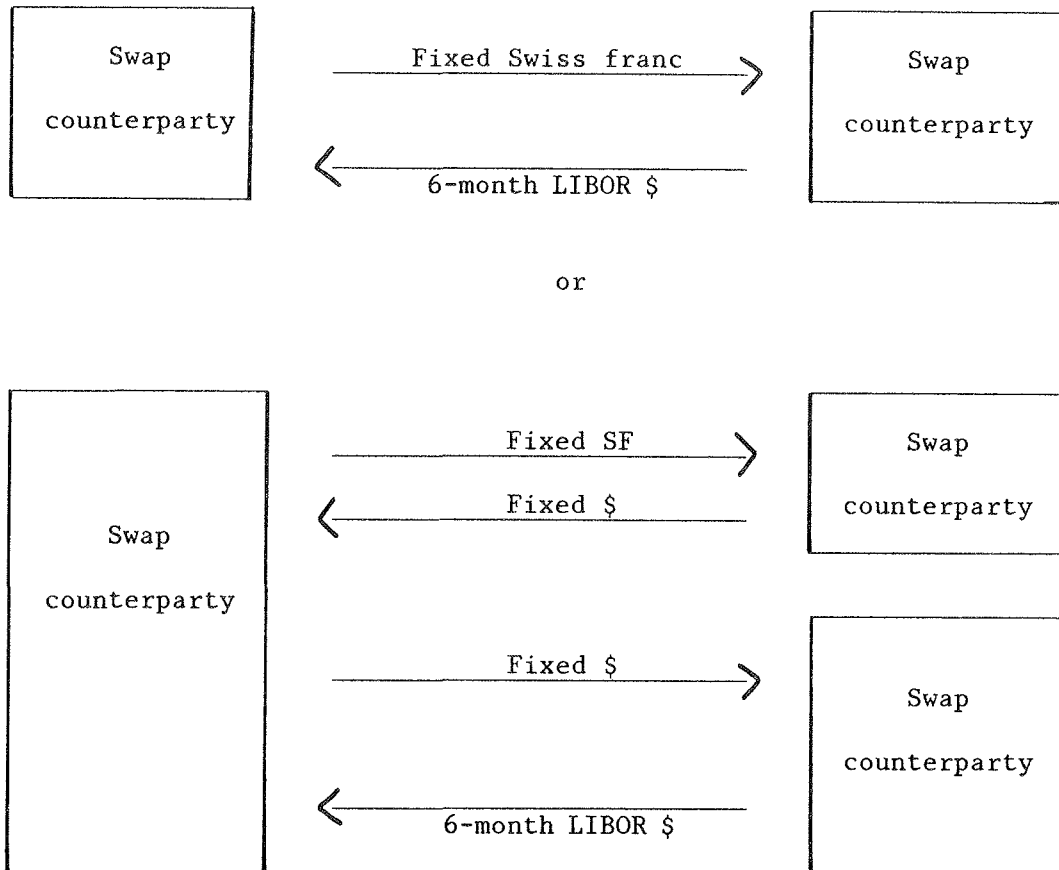 Swap
counterparty
Fixed Swiss franc
6-month LIBOR $
Swap
counterparty
or
Swap
counterparty
Fixed SF
Fixed $
Swap
counterparty
Fixed $
6-month LIBOR $
Swap
counterparty